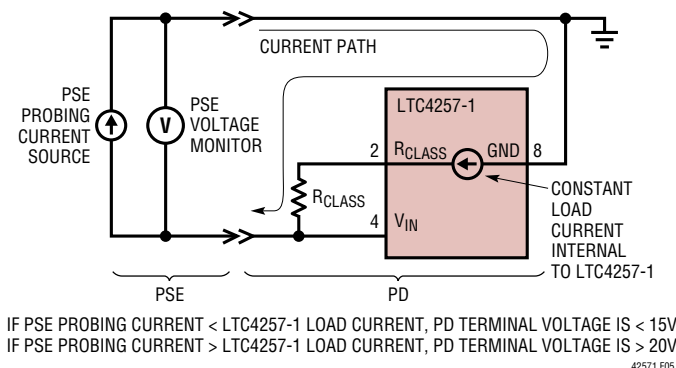 CURRENT PATH
PSE
PROBING
CURRENT
SOURCE
V
PSE
VOLTAGE
MONITOR
LTC4257-1
2
RCLASS
GND
8
RCLASS
4
VIN
CONSTANT
LOAD
CURRENT
INTERNAL
TO LTC4257-1
PSE
PD
IF PSE PROBING CURRENT < LTC4257-1 LOAD CURRENT, PD TERMINAL VOLTAGE IS < 15V
IF PSE PROBING CURRENT > LTC4257-1 LOAD CURRENT, PD TERMINAL VOLTAGE IS > 20V
42571 F05